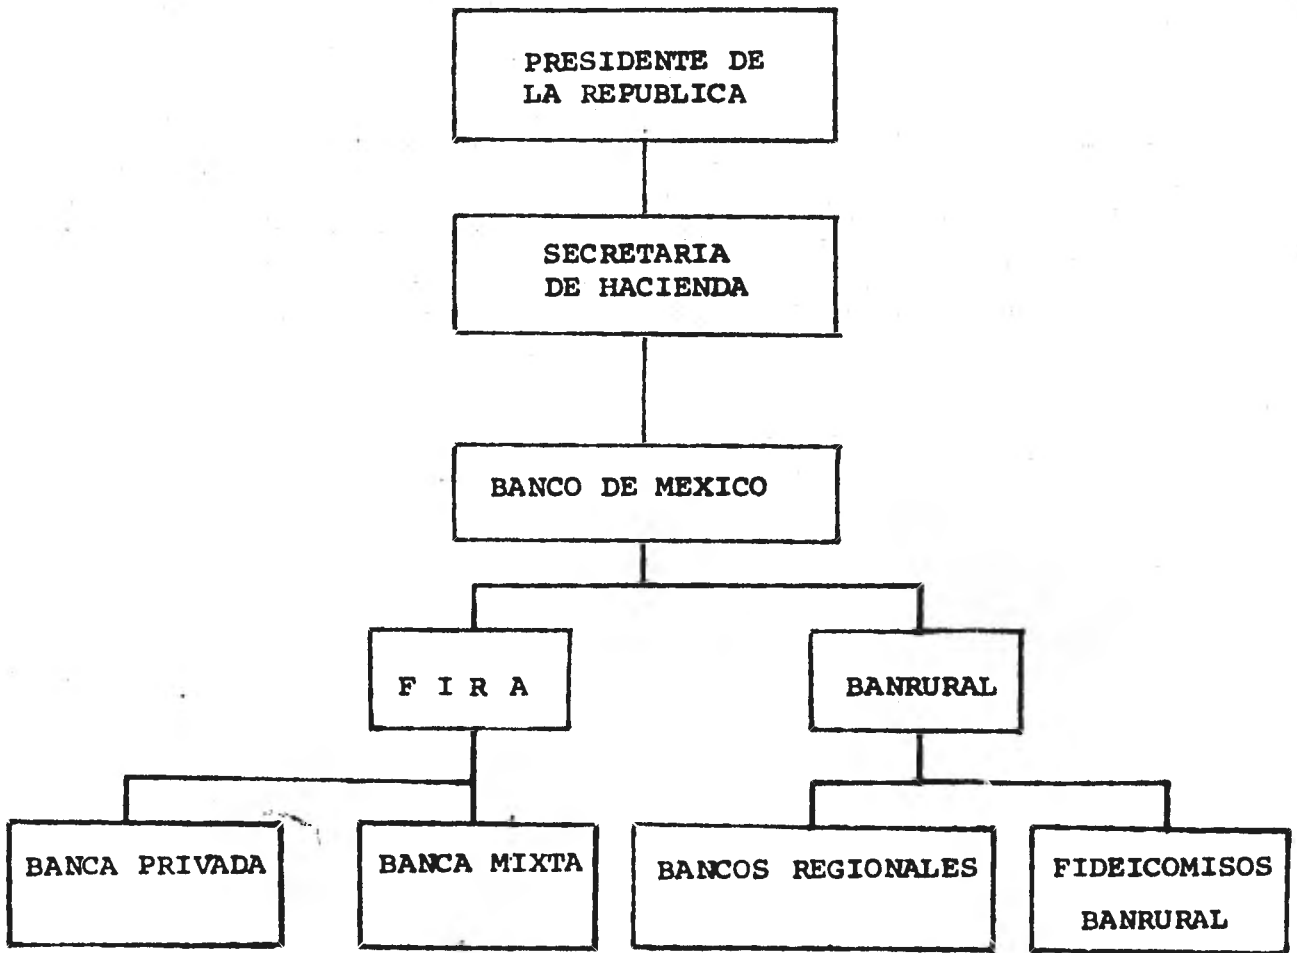 PRESIDENTE DE
LA REPUBLICA
SECRETARIA
DE HACIENDA
BANCO DE MEXICO
F I R A
BANRURAL
BANCA PRIVADA
BANCA MIXTA
BANCOS REGIONALES
FIDEICOMISOS
BANRURAL